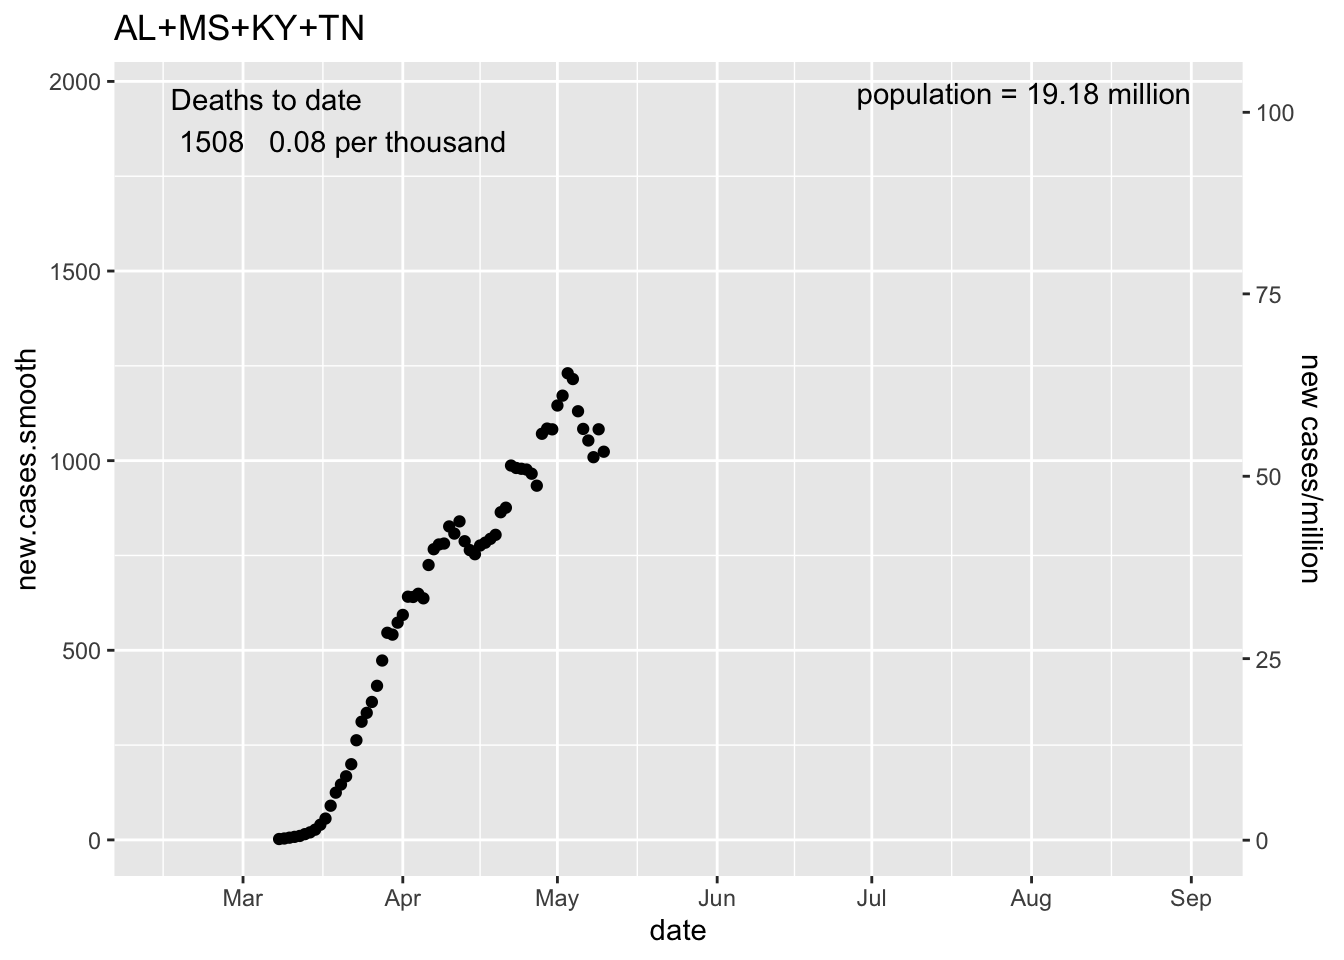 AL+MS+KY+TN
Deaths to date
1508 0.08 per thousand
population = 19.18 million
2000
1500
1000
500
0
new.cases.smooth
100
75
50
25
0
new cases/million
Mar Apr May Jun Jul Aug Sep
date